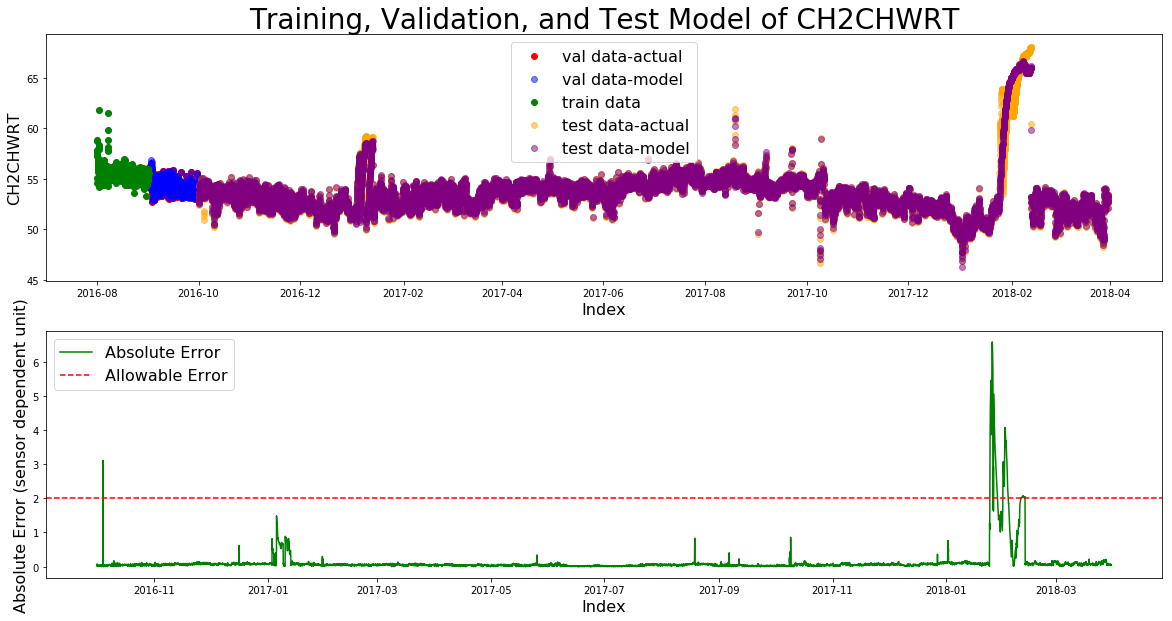 Training, Validation, and Test Model of CH2CHWRT
CH2CHWRT
65
60
55
50
45
val data-actual
val data-model
train data
test data-actual
test data-model
2016-08 2016-10 2016-12 2017-02 2017-04 2017-06 2017-08 2017-10 2017-12 2018-02 2018-04
Index
Absolute Error (sensor dependent unit)
6
5
4
3
2
1
0
Absolute Error
Allowable Error
2016-11 2017-01 2017-03 2017-05 2017-07 2017-09 2017-11 2018-01 2018-03
Index